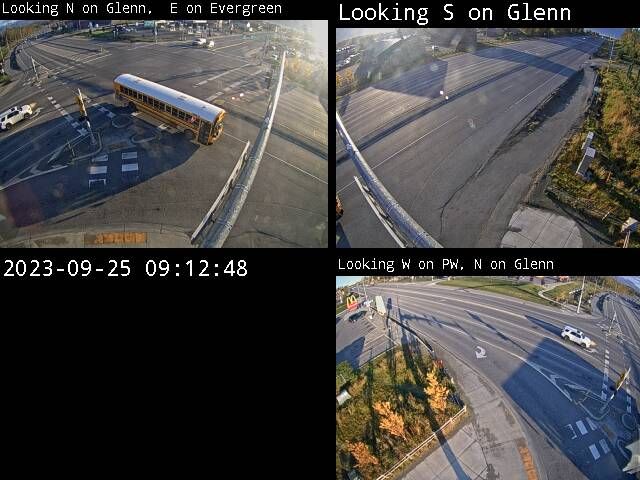 Looking N on Glenn,  E on Evergreen
Looking S on Glenn
2023-09-25 09:12:48
Looking W on PW, N on Glenn